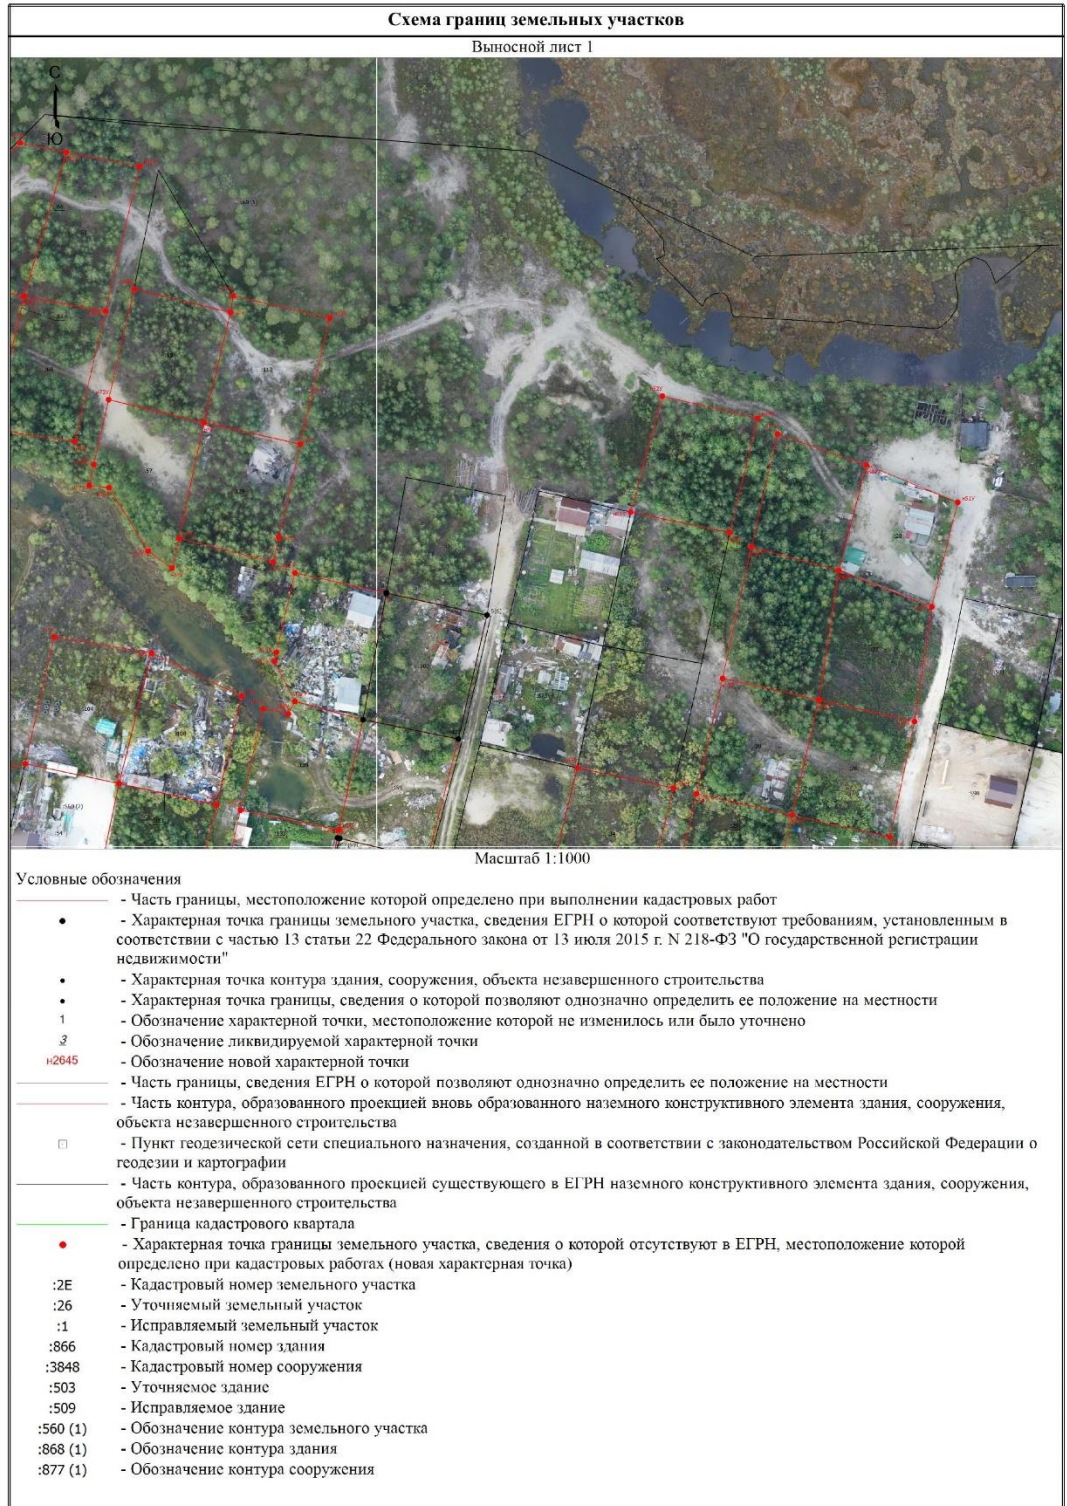 Схема границ земельных участков
Выносной лист 1
С
Ю
Масштаб 1:1000
Условные обозначения
- Часть границы, местоположение которой определено при выполнении кадастровых работ
- Характерная точка границы земельного участка, сведения ЕГРН о которой соответствуют требованиям, установленным в
соответствии с частью 13 статьи 22 Федерального закона от 13 июля 2015 г. N 218-ФЗ "О государственной регистрации
недвижимости"
- Характерная точка контура здания, сооружения, объекта незавершенного строительства
- Характерная точка границы, сведения о которой позволяют однозначно определить ее положение на местности
1 - Обозначение характерной точки, местоположение которой не изменилось или было уточнено
3 - Обозначение ликвидируемой характерной точки
н2645 - Обозначение новой характерной точки
- Часть границы, сведения ЕГРН о которой позволяют однозначно определить ее положение на местности
- Часть контура, образованного проекцией вновь образованного наземного конструктивного элемента здания, сооружения,
объекта незавершенного строительства
- Пункт геодезической сети специального назначения, созданной в соответствии с законодательством Российской Федерации о
геодезии и картографии
- Часть контура, образованного проекцией существующего в ЕГРН наземного конструктивного элемента здания, сооружения,
объекта незавершенного строительства
- Граница кадастрового квартала
- Характерная точка границы земельного участка, сведения о которой отсутствуют в ЕГРН, местоположение которой
определено при кадастровых работах (новая характерная точка)
:2E - Кадастровый номер земельного участка
:26 - Уточняемый земельный участок
:1 - Исправляемый земельный участок
:866 - Кадастровый номер здания
:3848 - Кадастровый номер сооружения
:503 - Уточняемое здание
:509 - Исправляемое здание
:560 (1) - Обозначение контура земельного участка
:868 (1) - Обозначение контура здания
:877 (1) - Обозначение контура сооружения